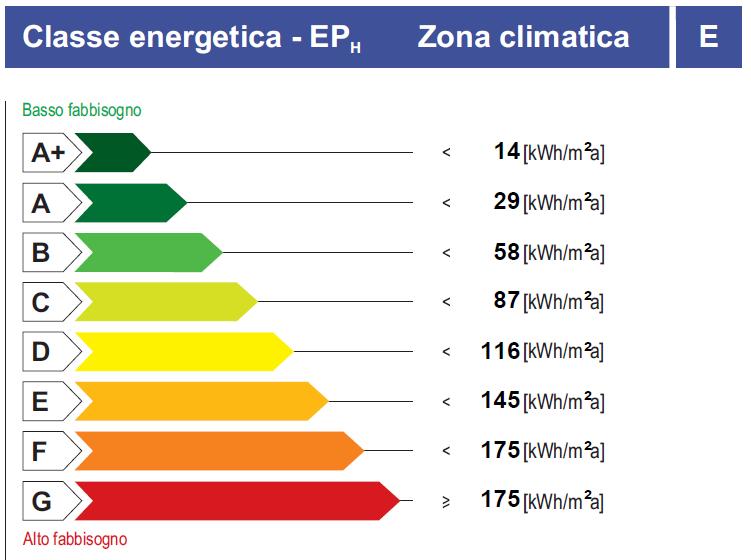 Classe energetica - EPH Zona climatica E
Basso fabbisogno
A+ < 14 [kWh/m²a]
A < 29 [kWh/m²a]
B < 58 [kWh/m²a]
C < 87 [kWh/m²a]
D < 116 [kWh/m²a]
E < 145 [kWh/m²a]
F < 175 [kWh/m²a]
G ≥ 175 [kWh/m²a]
Alto fabbisogno